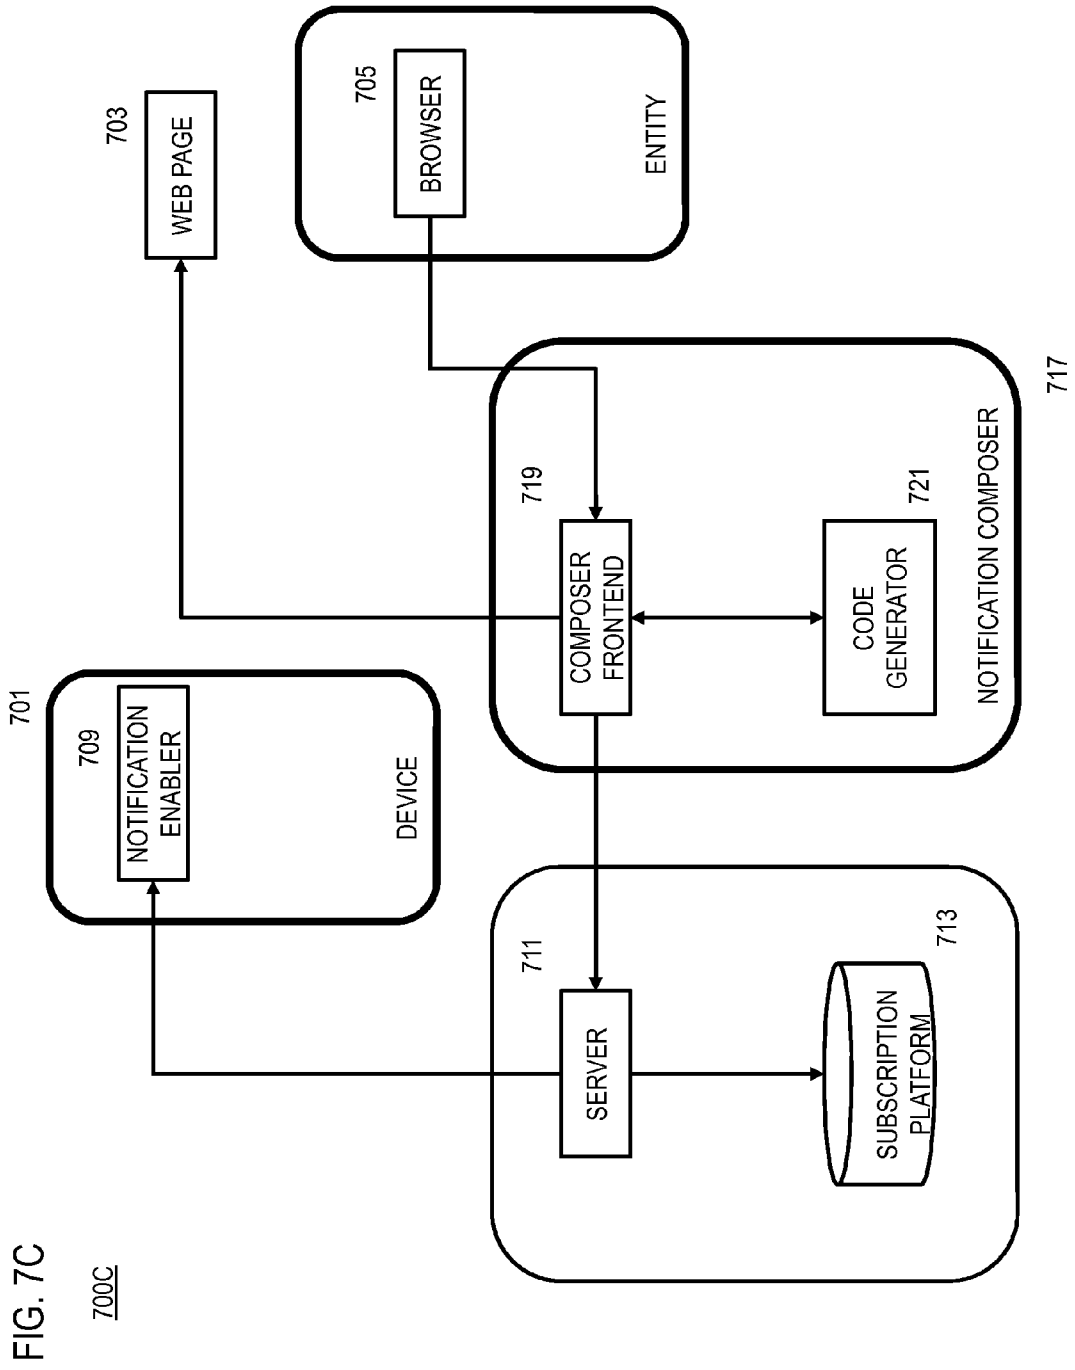 FIG. 7C
700C
701
709
NOTIFICATION
ENABLER
DEVICE
703
WEB PAGE
705
BROWSER
ENTITY
711
SERVER
713
SUBSCRIPTION
PLATFORM
719
COMPOSER
FRONTEND
721
CODE
GENERATOR
NOTIFICATION COMPOSER
717